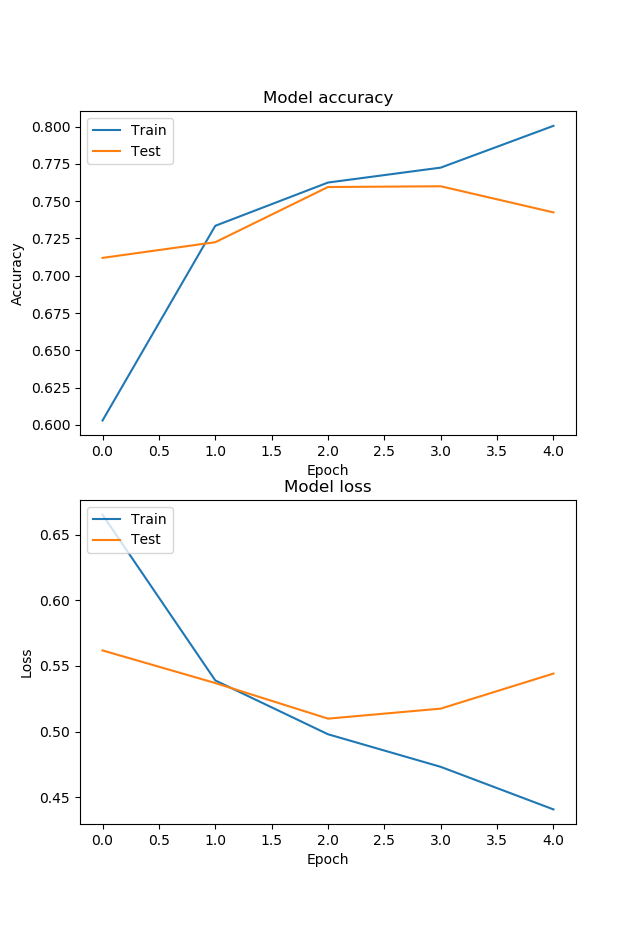 Model accuracy
Train
Test
0.800
0.775
0.750
0.725
0.700
0.675
0.650
0.625
0.600
Accuracy
0.0 0.5 1.0 1.5 2.0 2.5 3.0 3.5 4.0
Epoch
Model loss
Train
Test
0.65
0.60
0.55
0.50
0.45
Loss
0.0 0.5 1.0 1.5 2.0 2.5 3.0 3.5 4.0
Epoch